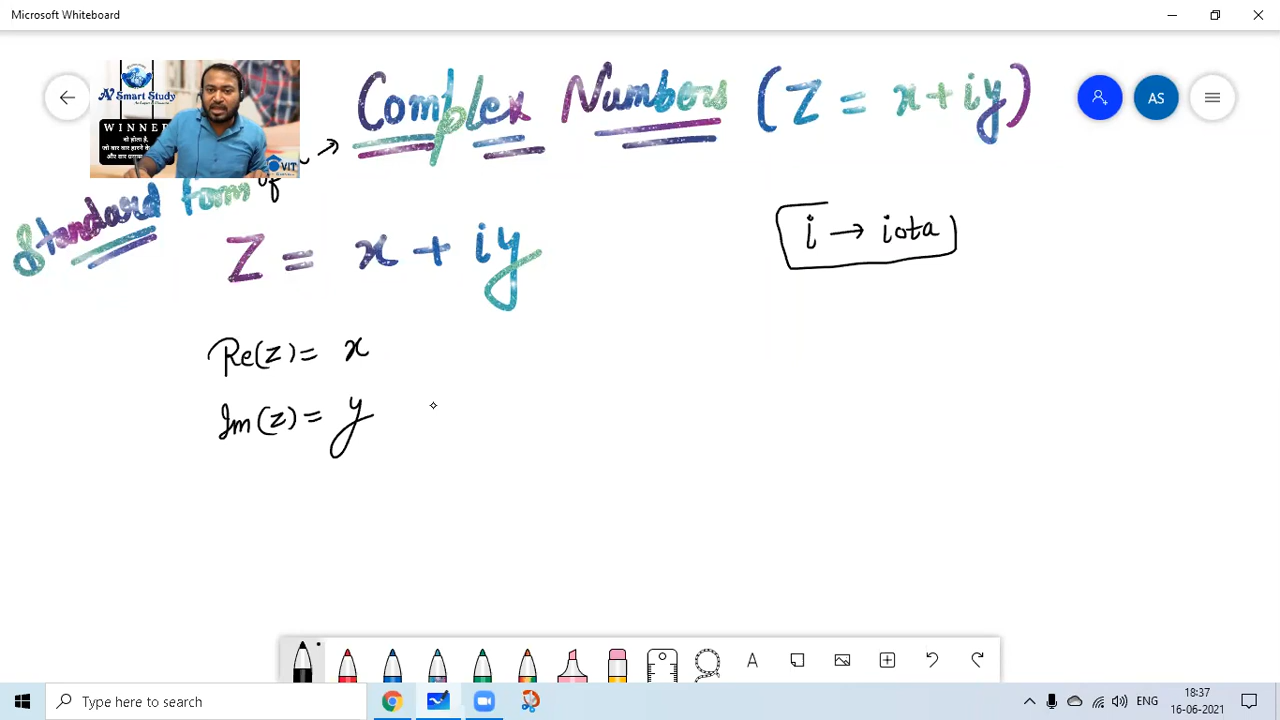 Microsoft Whiteboard
A² Smart Study
WINNER
Complex Numbers (Z = x + iy)
AS
Standard form of
Z = x + iy
i → iota
Re(z) = x
Im(z) = y
A
Type here to search
ENG
18:37
16-06-2021